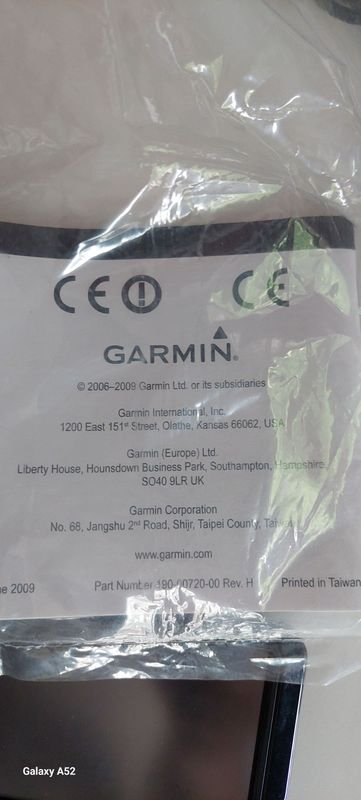 CE CE
GARMIN®
© 2006–2009 Garmin Ltd. or its subsidiaries
Garmin International, Inc.
1200 East 151st Street, Olathe, Kansas 66062, USA
Garmin (Europe) Ltd.
Liberty House, Hounsdown Business Park, Southampton, Hampshire,
SO40 9LR UK
Garmin Corporation
No. 68, Jangshu 2nd Road, Shijr, Taipei County, Taiwan
www.garmin.com
2009 Part Number 190-00720-00 Rev. H Printed in Taiwan
Galaxy A52